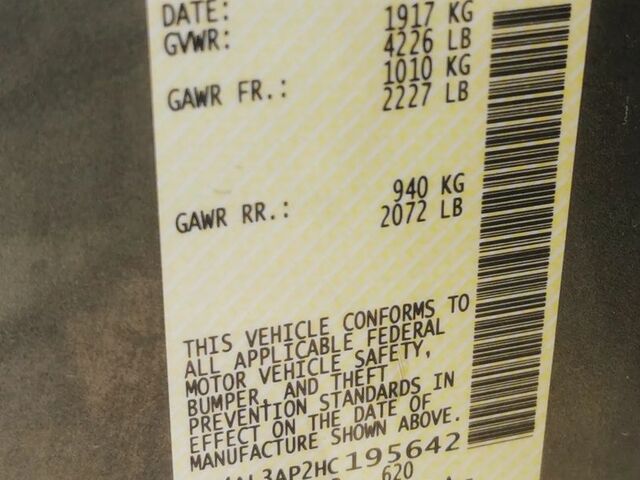 DATE: 1917 KG
GVWR: 4226 LB
1010 KG
GAWR FR.: 2227 LB
940 KG
GAWR RR.: 2072 LB
THIS VEHICLE CONFORMS TO
ALL APPLICABLE FEDERAL
MOTOR VEHICLE SAFETY,
BUMPER, AND THEFT
PREVENTION STANDARDS IN
EFFECT ON THE DATE OF
MANUFACTURE SHOWN ABOVE.
AL3AP2HC195642
620